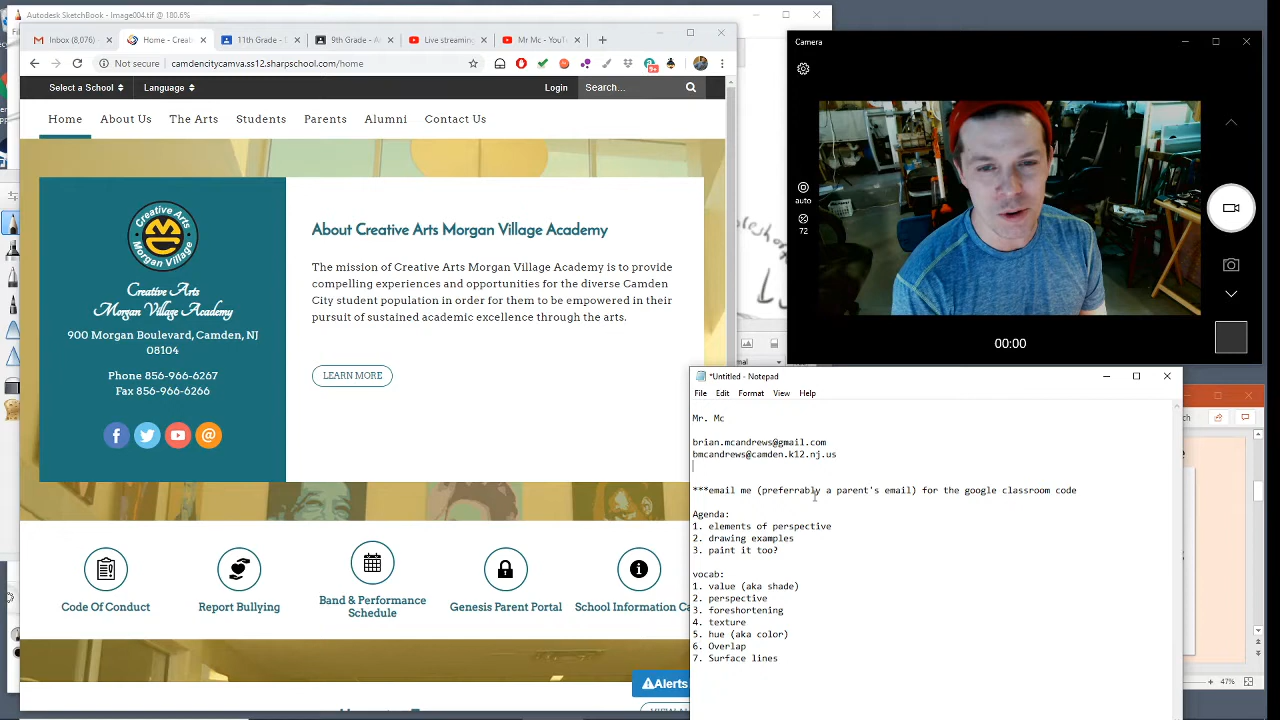 Autodesk SketchBook - Image004.tif @ 180.6%
Inbox (8,076)
Home - Creat
11th Grade - L
9th Grade - A
Live streaming
Mr Mc - YouT
Not secure
camdencitycamva.ss12.sharpschool.com/home
9+
Select a School
Language
Login
Search...
Home
About Us
The Arts
Students
Parents
Alumni
Contact Us
Creative Arts
Morgan Village
Creative Arts
Morgan Village Academy
900 Morgan Boulevard, Camden, NJ
08104
Phone 856-966-6267
Fax 856-966-6266
About Creative Arts Morgan Village Academy
The mission of Creative Arts Morgan Village Academy is to provide
compelling experiences and opportunities for the diverse Camden
City student population in order for them to be empowered in their
pursuit of sustained academic excellence through the arts.
LEARN MORE
Code Of Conduct
Report Bullying
Band & Performance
Schedule
Genesis Parent Portal
School Information Ca
Alerts
Camera
auto
72
00:00
*Untitled - Notepad
File Edit Format View Help
Mr. Mc
brian.mcandrews@gmail.com
bmcandrews@camden.k12.nj.us
***email me (preferrably a parent's email) for the google classroom code
Agenda:
1. elements of perspective
2. drawing examples
3. paint it too?
vocab:
1. value (aka shade)
2. perspective
3. foreshortening
4. texture
5. hue (aka color)
6. Overlap
7. Surface lines
47%